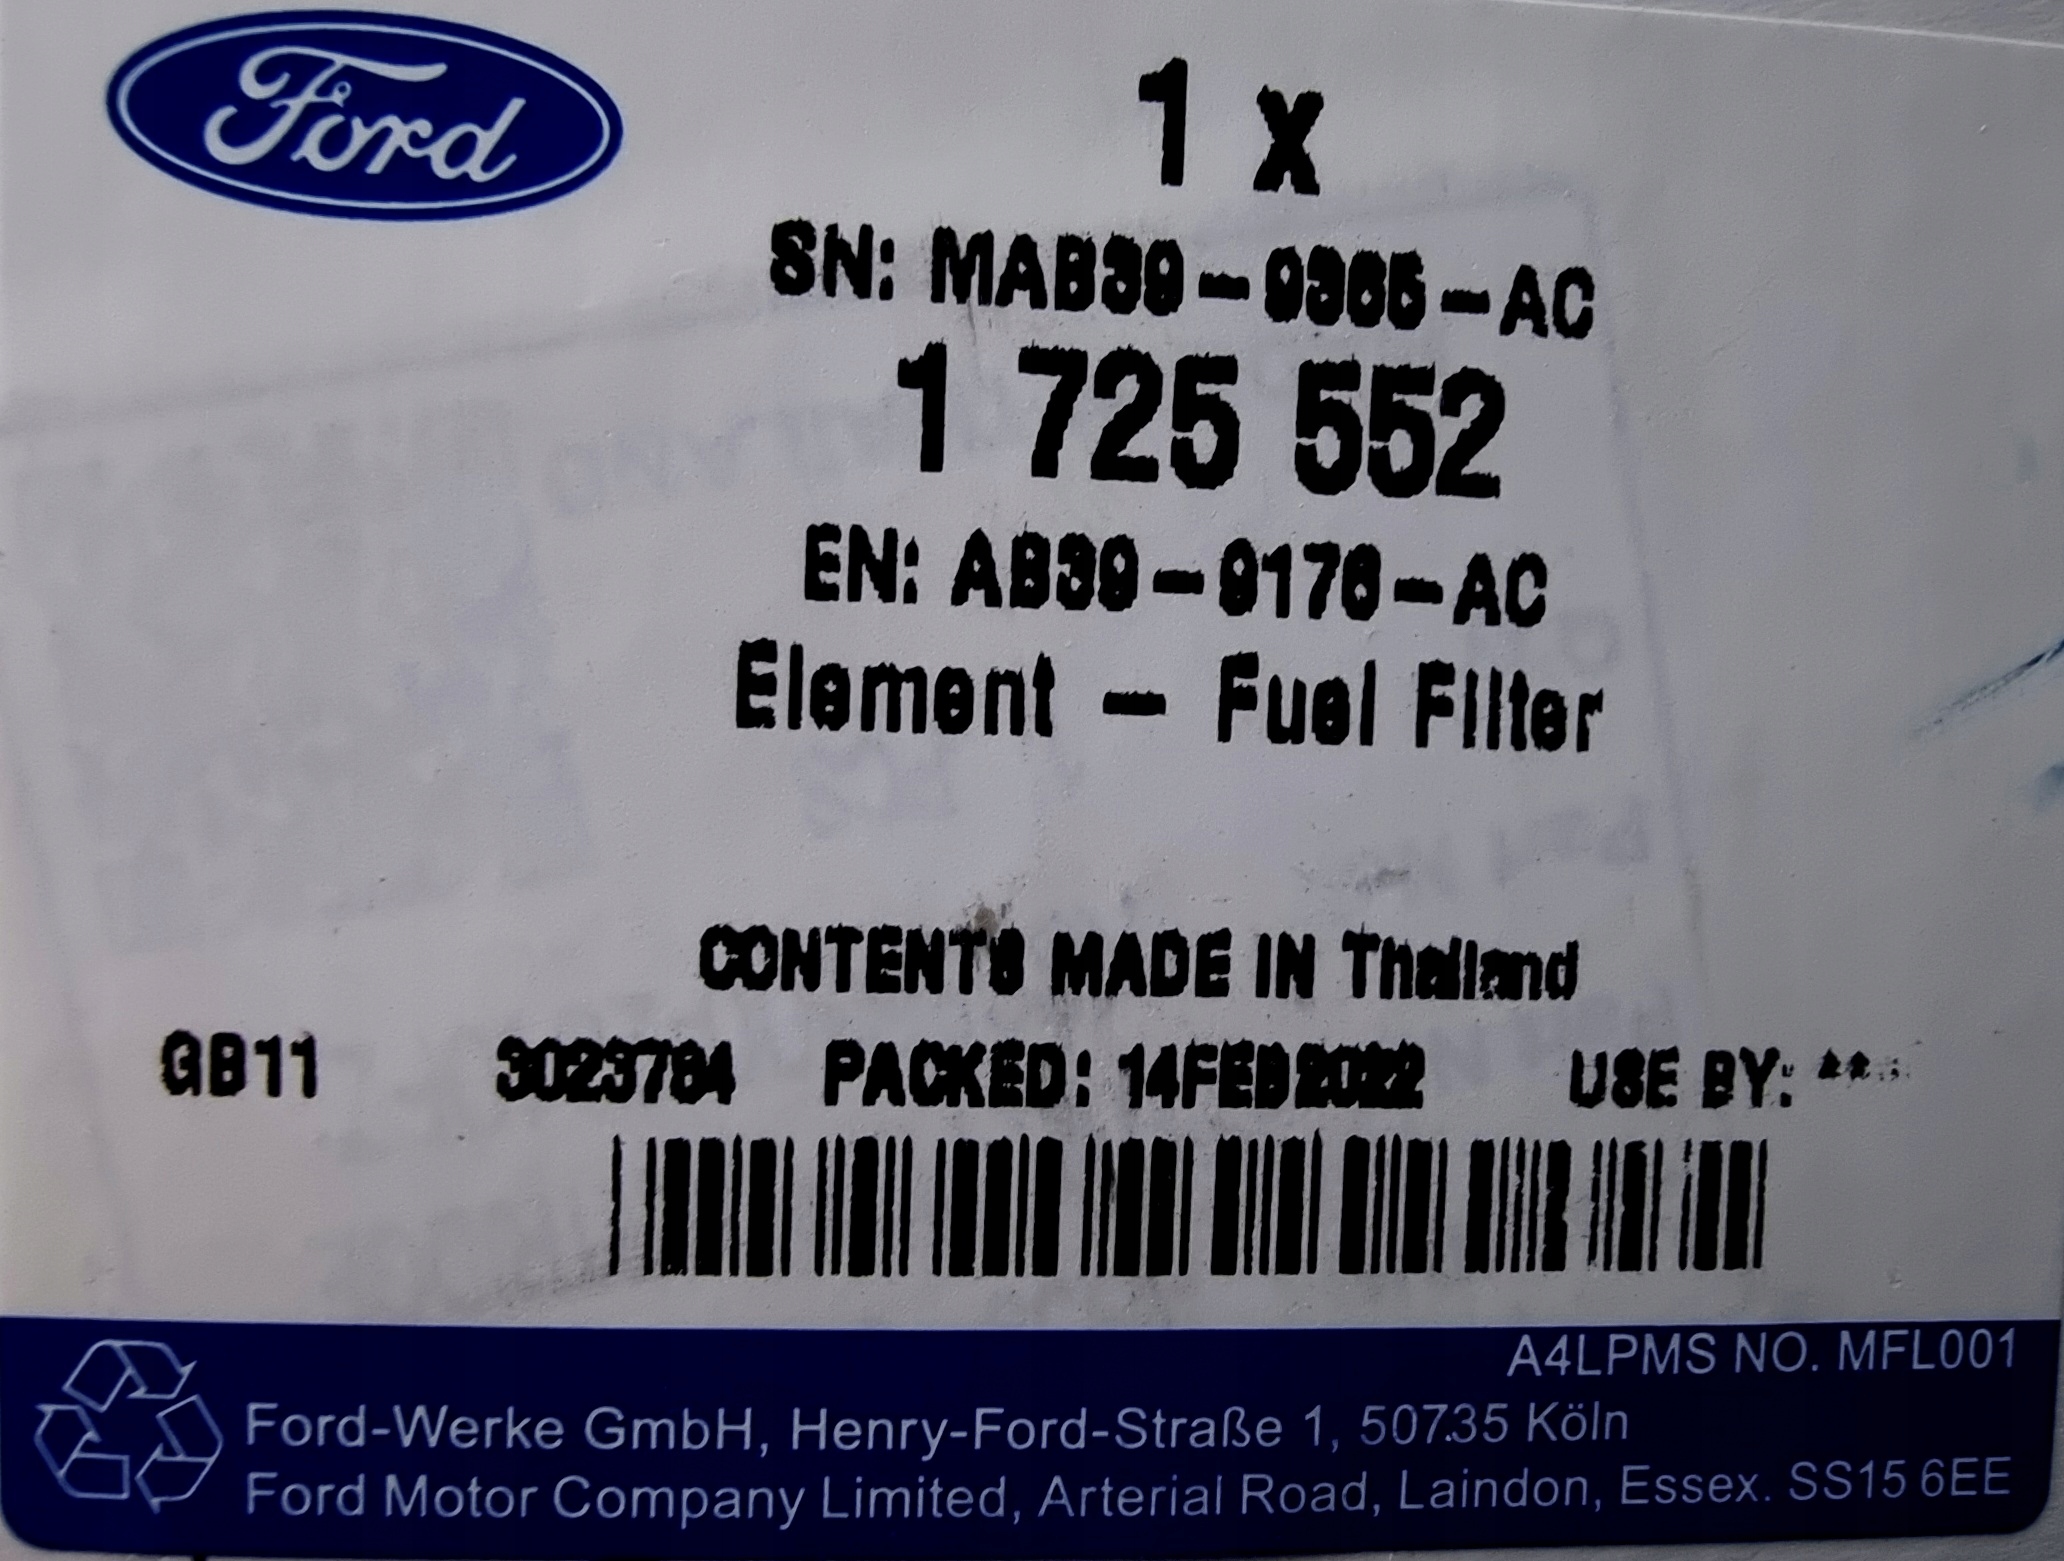 Ford
1 x
SN: MAB39-9365-AC
1 725 552
EN: AB39-9176-AC
Element - Fuel Filter
CONTENTS MADE IN Thailand
GB11 3023784 PACKED: 14FEB2022 USE BY: ***
A4LPMS NO. MFL001
Ford-Werke GmbH, Henry-Ford-Straße 1, 50735 Köln
Ford Motor Company Limited, Arterial Road, Laindon, Essex. SS15 6EE